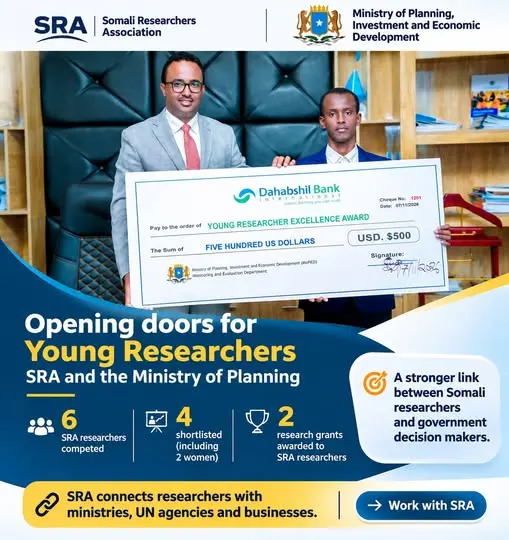 SRA
Somali Researchers
Association
Ministry of Planning,
Investment and Economic
Development
Dahabshil Bank
International
Cheque No: 1201
Date: 07/11/2026
Pay to the order of YOUNG RESEARCHER EXCELLENCE AWARD
The Sum of FIVE HUNDRED US DOLLARS
USD. $500
Signature:
Ministry of Planning, Investment and Economic Development (MoPIED)
Monitoring and Evaluation Department
Opening doors for
Young Researchers
SRA and the Ministry of Planning
6
SRA researchers
competed
4
shortlisted
(including
2 women)
2
research grants
awarded to
SRA researchers
A stronger link
between Somali
researchers
and government
decision makers.
SRA connects researchers with
ministries, UN agencies and businesses.
→ Work with SRA